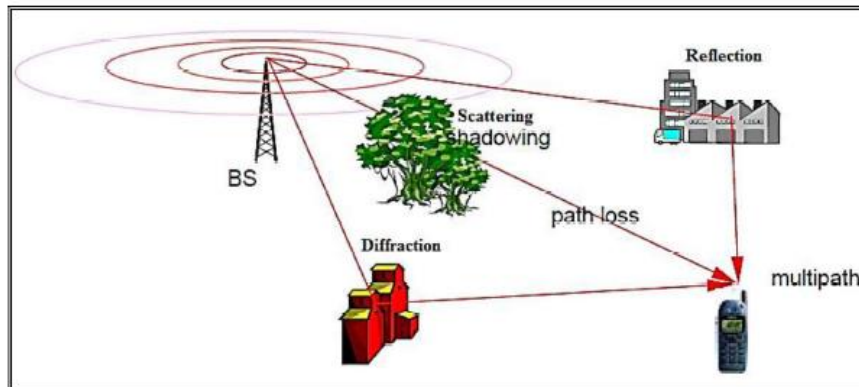 Reflection
Scattering
shadowing
BS
path loss
Diffraction
multipath